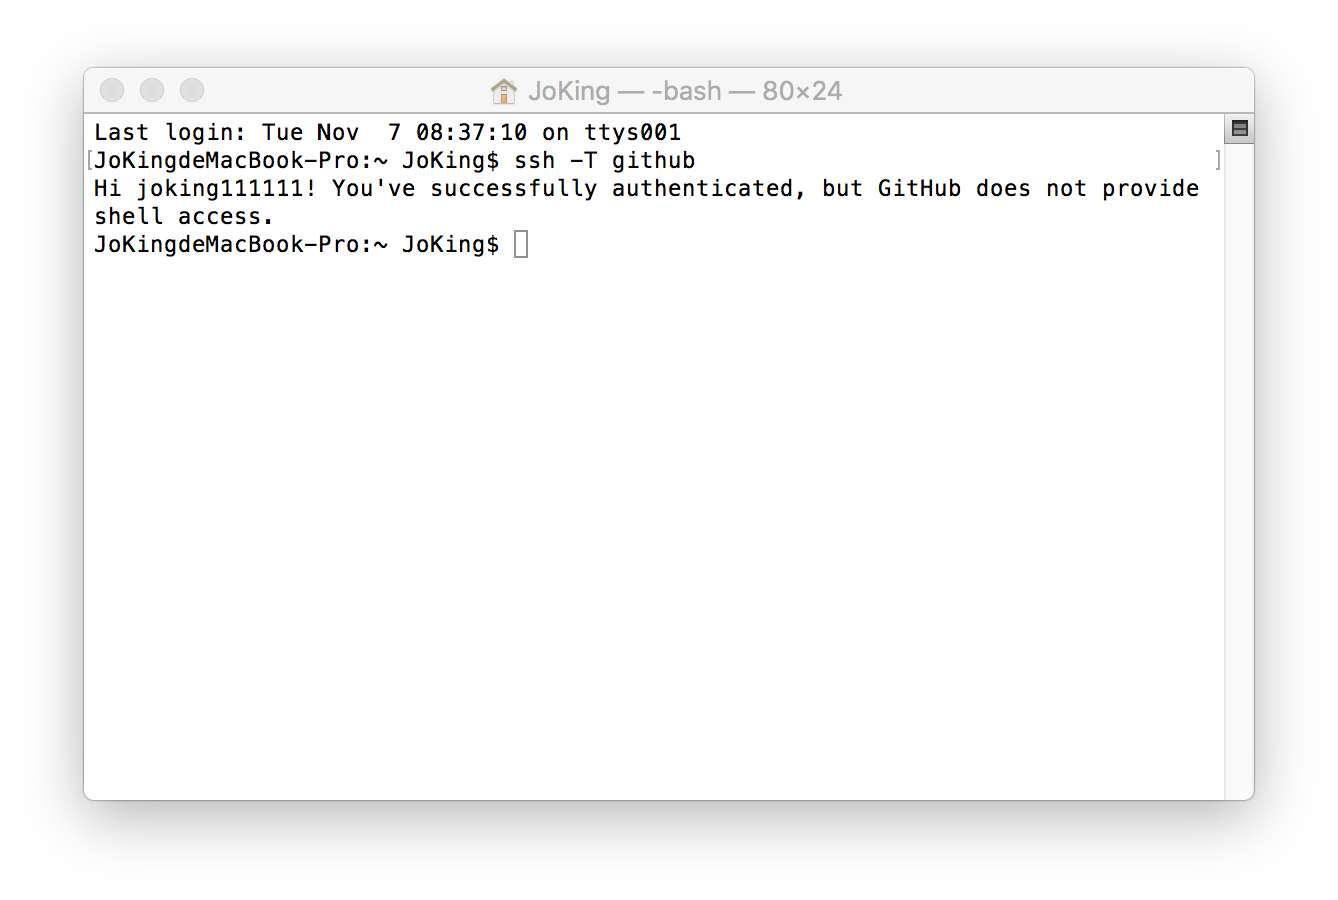 JoKing — -bash — 80×24
Last login: Tue Nov  7 08:37:10 on ttys001
[JoKingdeMacBook-Pro:~ JoKing$ ssh -T github ]
Hi joking111111! You've successfully authenticated, but GitHub does not provide
shell access.
JoKingdeMacBook-Pro:~ JoKing$